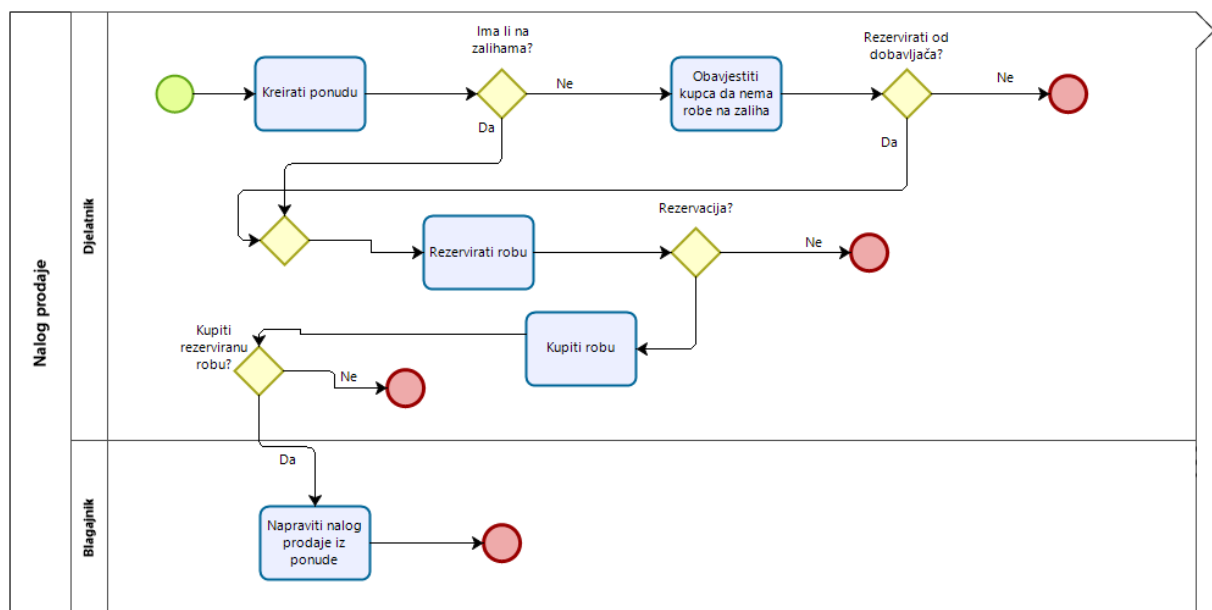 Nalog prodaje
Djelatnik
Ima li na
zalihama?
Rezervirati od
dobavljača?
Kreirati ponudu
Ne
Obavjestiti
kupca da nema
robe na zaliha
Ne
Da
Da
Rezervacija?
Rezervirati robu
Ne
Kupiti
rezerviranu
robu?
Kupiti robu
Ne
Blagajnik
Da
Napraviti nalog
prodaje iz
ponude